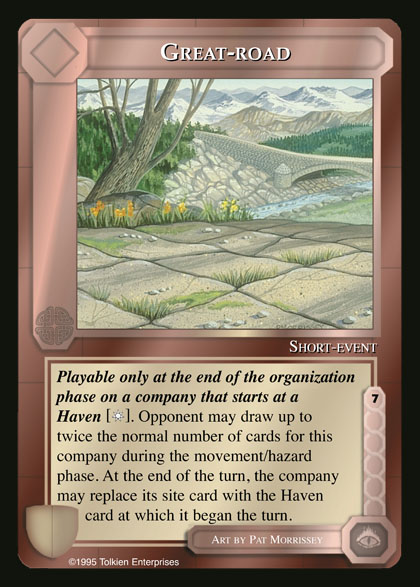 GREAT-ROAD
SHORT-EVENT
Playable only at the end of the organization
phase on a company that starts at a
Haven []. Opponent may draw up to
twice the normal number of cards for this
company during the movement/hazard
phase. At the end of the turn, the company
may replace its site card with the Haven
card at which it began the turn.
7
ART BY PAT MORRISSEY
©1995 Tolkien Enterprises